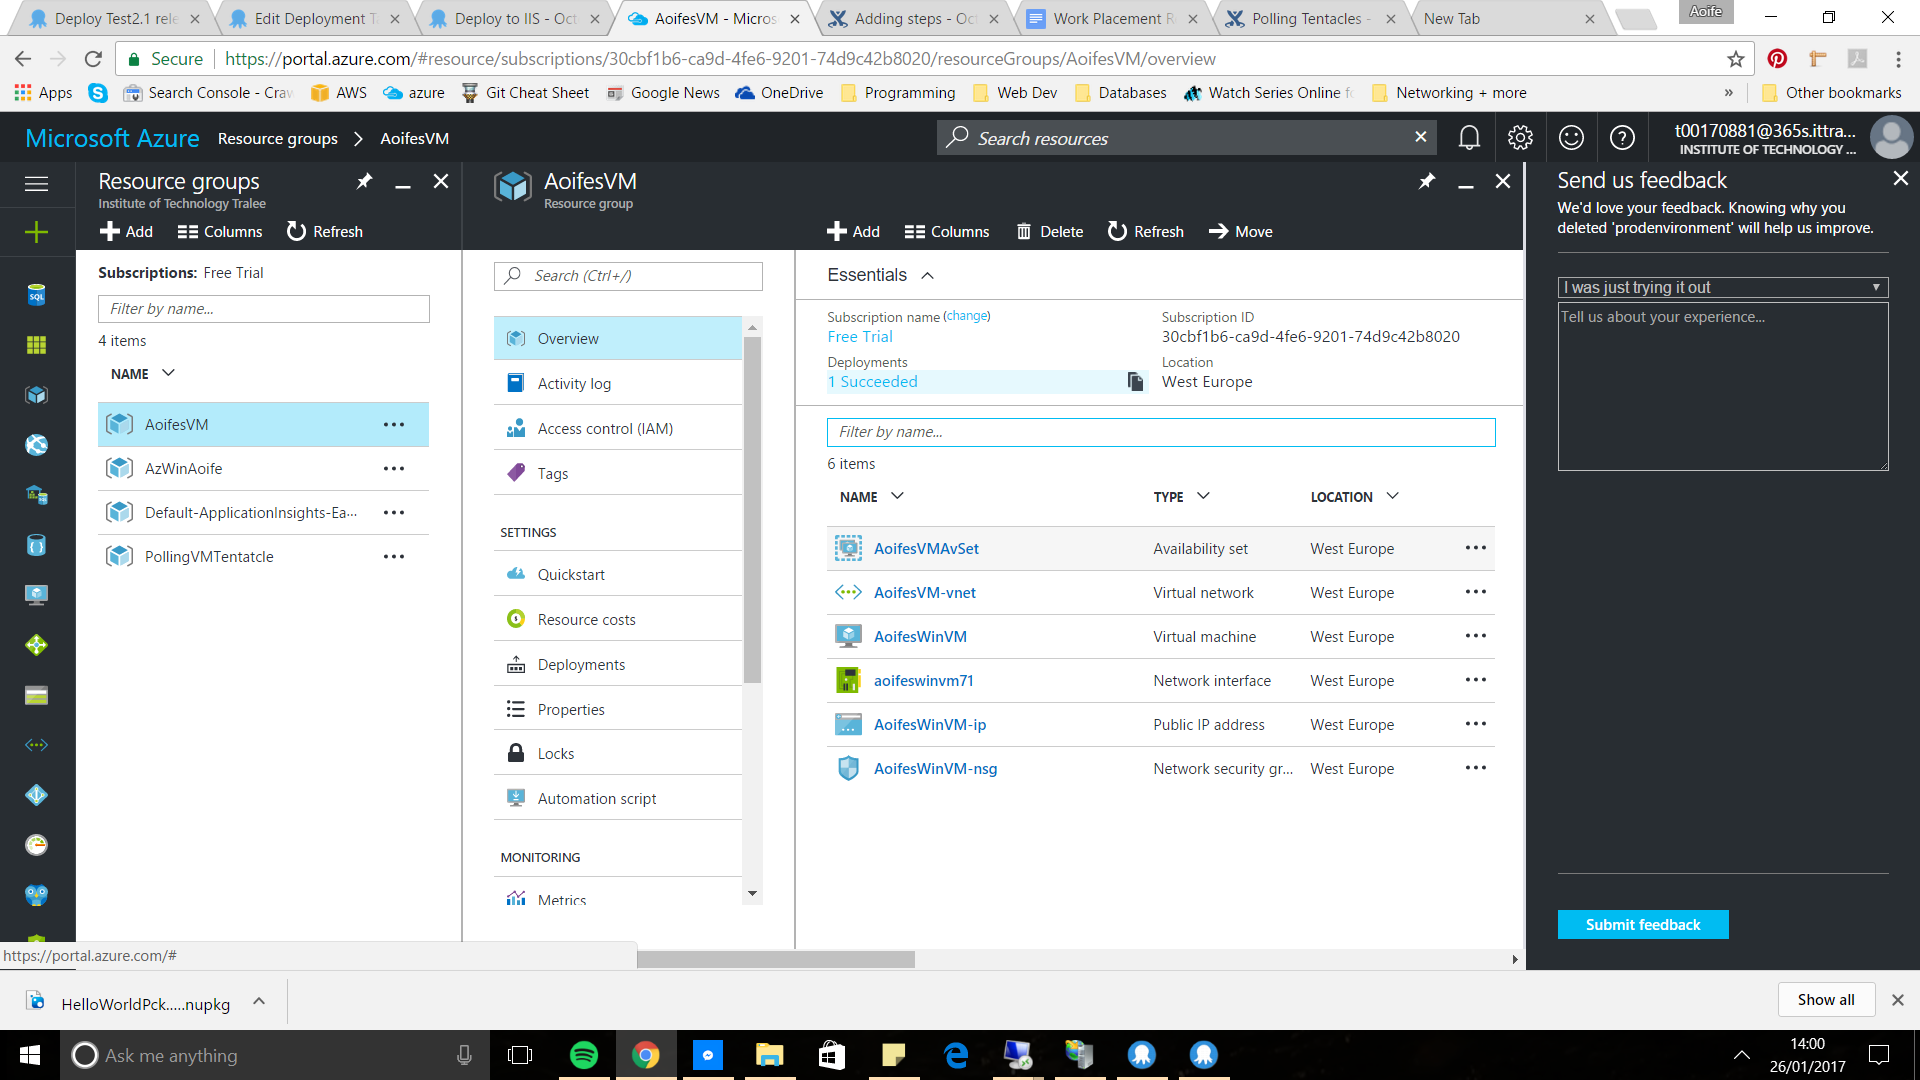 Deploy Test2.1 rele
Edit Deployment T
Deploy to IIS - Oct
AoifesVM - Micros
Adding steps - Oct
Work Placement R
Polling Tentacles -
New Tab
Aoife
Secure
https://portal.azure.com/#resource/subscriptions/30cbf1b6-ca9d-4fe6-9201-74d9c42b8020/resourceGroups/AoifesVM/overview
Apps
Search Console - Craw
AWS
azure
Git Cheat Sheet
Google News
OneDrive
Programming
Web Dev
Databases
Watch Series Online f
Networking + more
»
Other bookmarks
Microsoft Azure
Resource groups
AoifesVM
Search resources
t00170881@365s.ittra...
INSTITUTE OF TECHNOLOGY ...
Resource groups
Institute of Technology Tralee
Add
Columns
Refresh
Subscriptions: Free Trial
Filter by name...
4 items
NAME
AoifesVM
AzWinAoife
Default-ApplicationInsights-Ea...
PollingVMTentatcle
AoifesVM
Resource group
Add
Columns
Delete
Refresh
Move
Search (Ctrl+/)
Overview
Activity log
Access control (IAM)
Tags
SETTINGS
Quickstart
Resource costs
Deployments
Properties
Locks
Automation script
MONITORING
Metrics
Essentials
Subscription name (change)
Free Trial
Subscription ID
30cbf1b6-ca9d-4fe6-9201-74d9c42b8020
Deployments
1 Succeeded
Location
West Europe
Filter by name...
6 items
NAME
TYPE
LOCATION
AoifesVMAvSet
Availability set
West Europe
AoifesVM-vnet
Virtual network
West Europe
AoifesWinVM
Virtual machine
West Europe
aoifeswinvm71
Network interface
West Europe
AoifesWinVM-ip
Public IP address
West Europe
AoifesWinVM-nsg
Network security gr...
West Europe
Send us feedback
We'd love your feedback. Knowing why you
deleted 'prodenvironment' will help us improve.
I was just trying it out
Tell us about your experience...
Submit feedback
https://portal.azure.com/#
HelloWorldPck.....nupkg
Show all
Ask me anything
14:00
26/01/2017